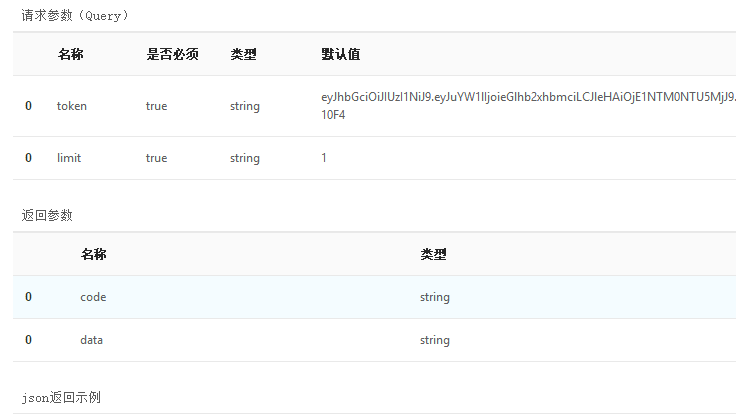 请求参数（Query）
名称 是否必须 类型 默认值
0 token true string eyJhbGciOiJIUzI1NiJ9.eyJuYW1lIjoieGlhb2xhbmciLCJleHAiOjE1NTM0NTU5MjJ9.
10F4
0 limit true string 1
返回参数
名称 类型
0 code string
0 data string
json返回示例